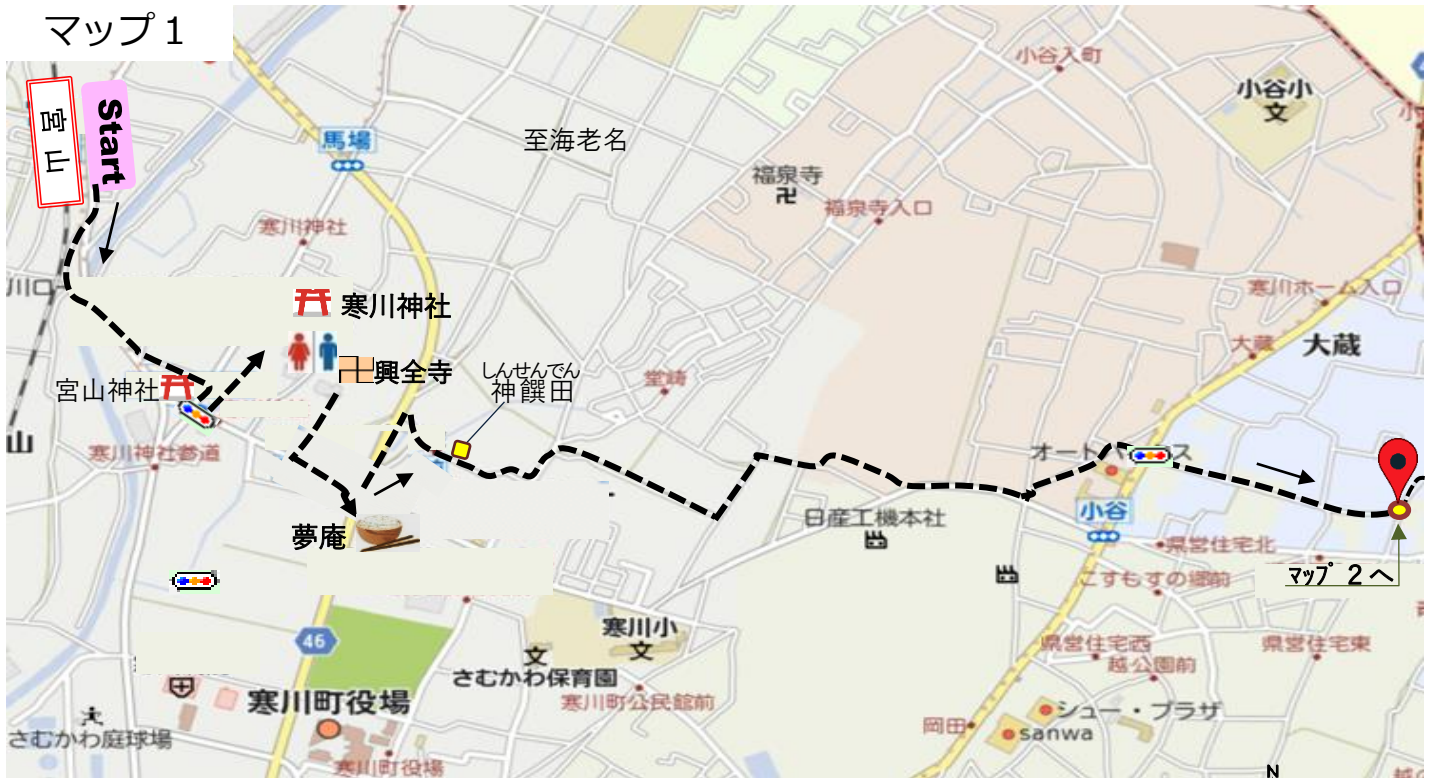 マップ1
宮山
Start
馬場
至海老名
小谷入町
小谷小
文
福泉寺
卍
福泉寺入口
寒川神社
川口
寒川神社
興全寺
しんせんでん
神饌田
堂崎
寒川ホーム入口
大蔵
大蔵
宮山神社
山
寒川神社参道
夢庵
日産工機本社
小谷
県営住宅北
こすもすの郷前
マップ 2へ
46
寒川小
文
文
さむかわ保育園
寒川町公民館前
寒川町役場
さむかわ庭球場
寒川町役場
県営住宅西
県営住宅東
越公園前
シュー・プラザ
岡田
sanwa
N